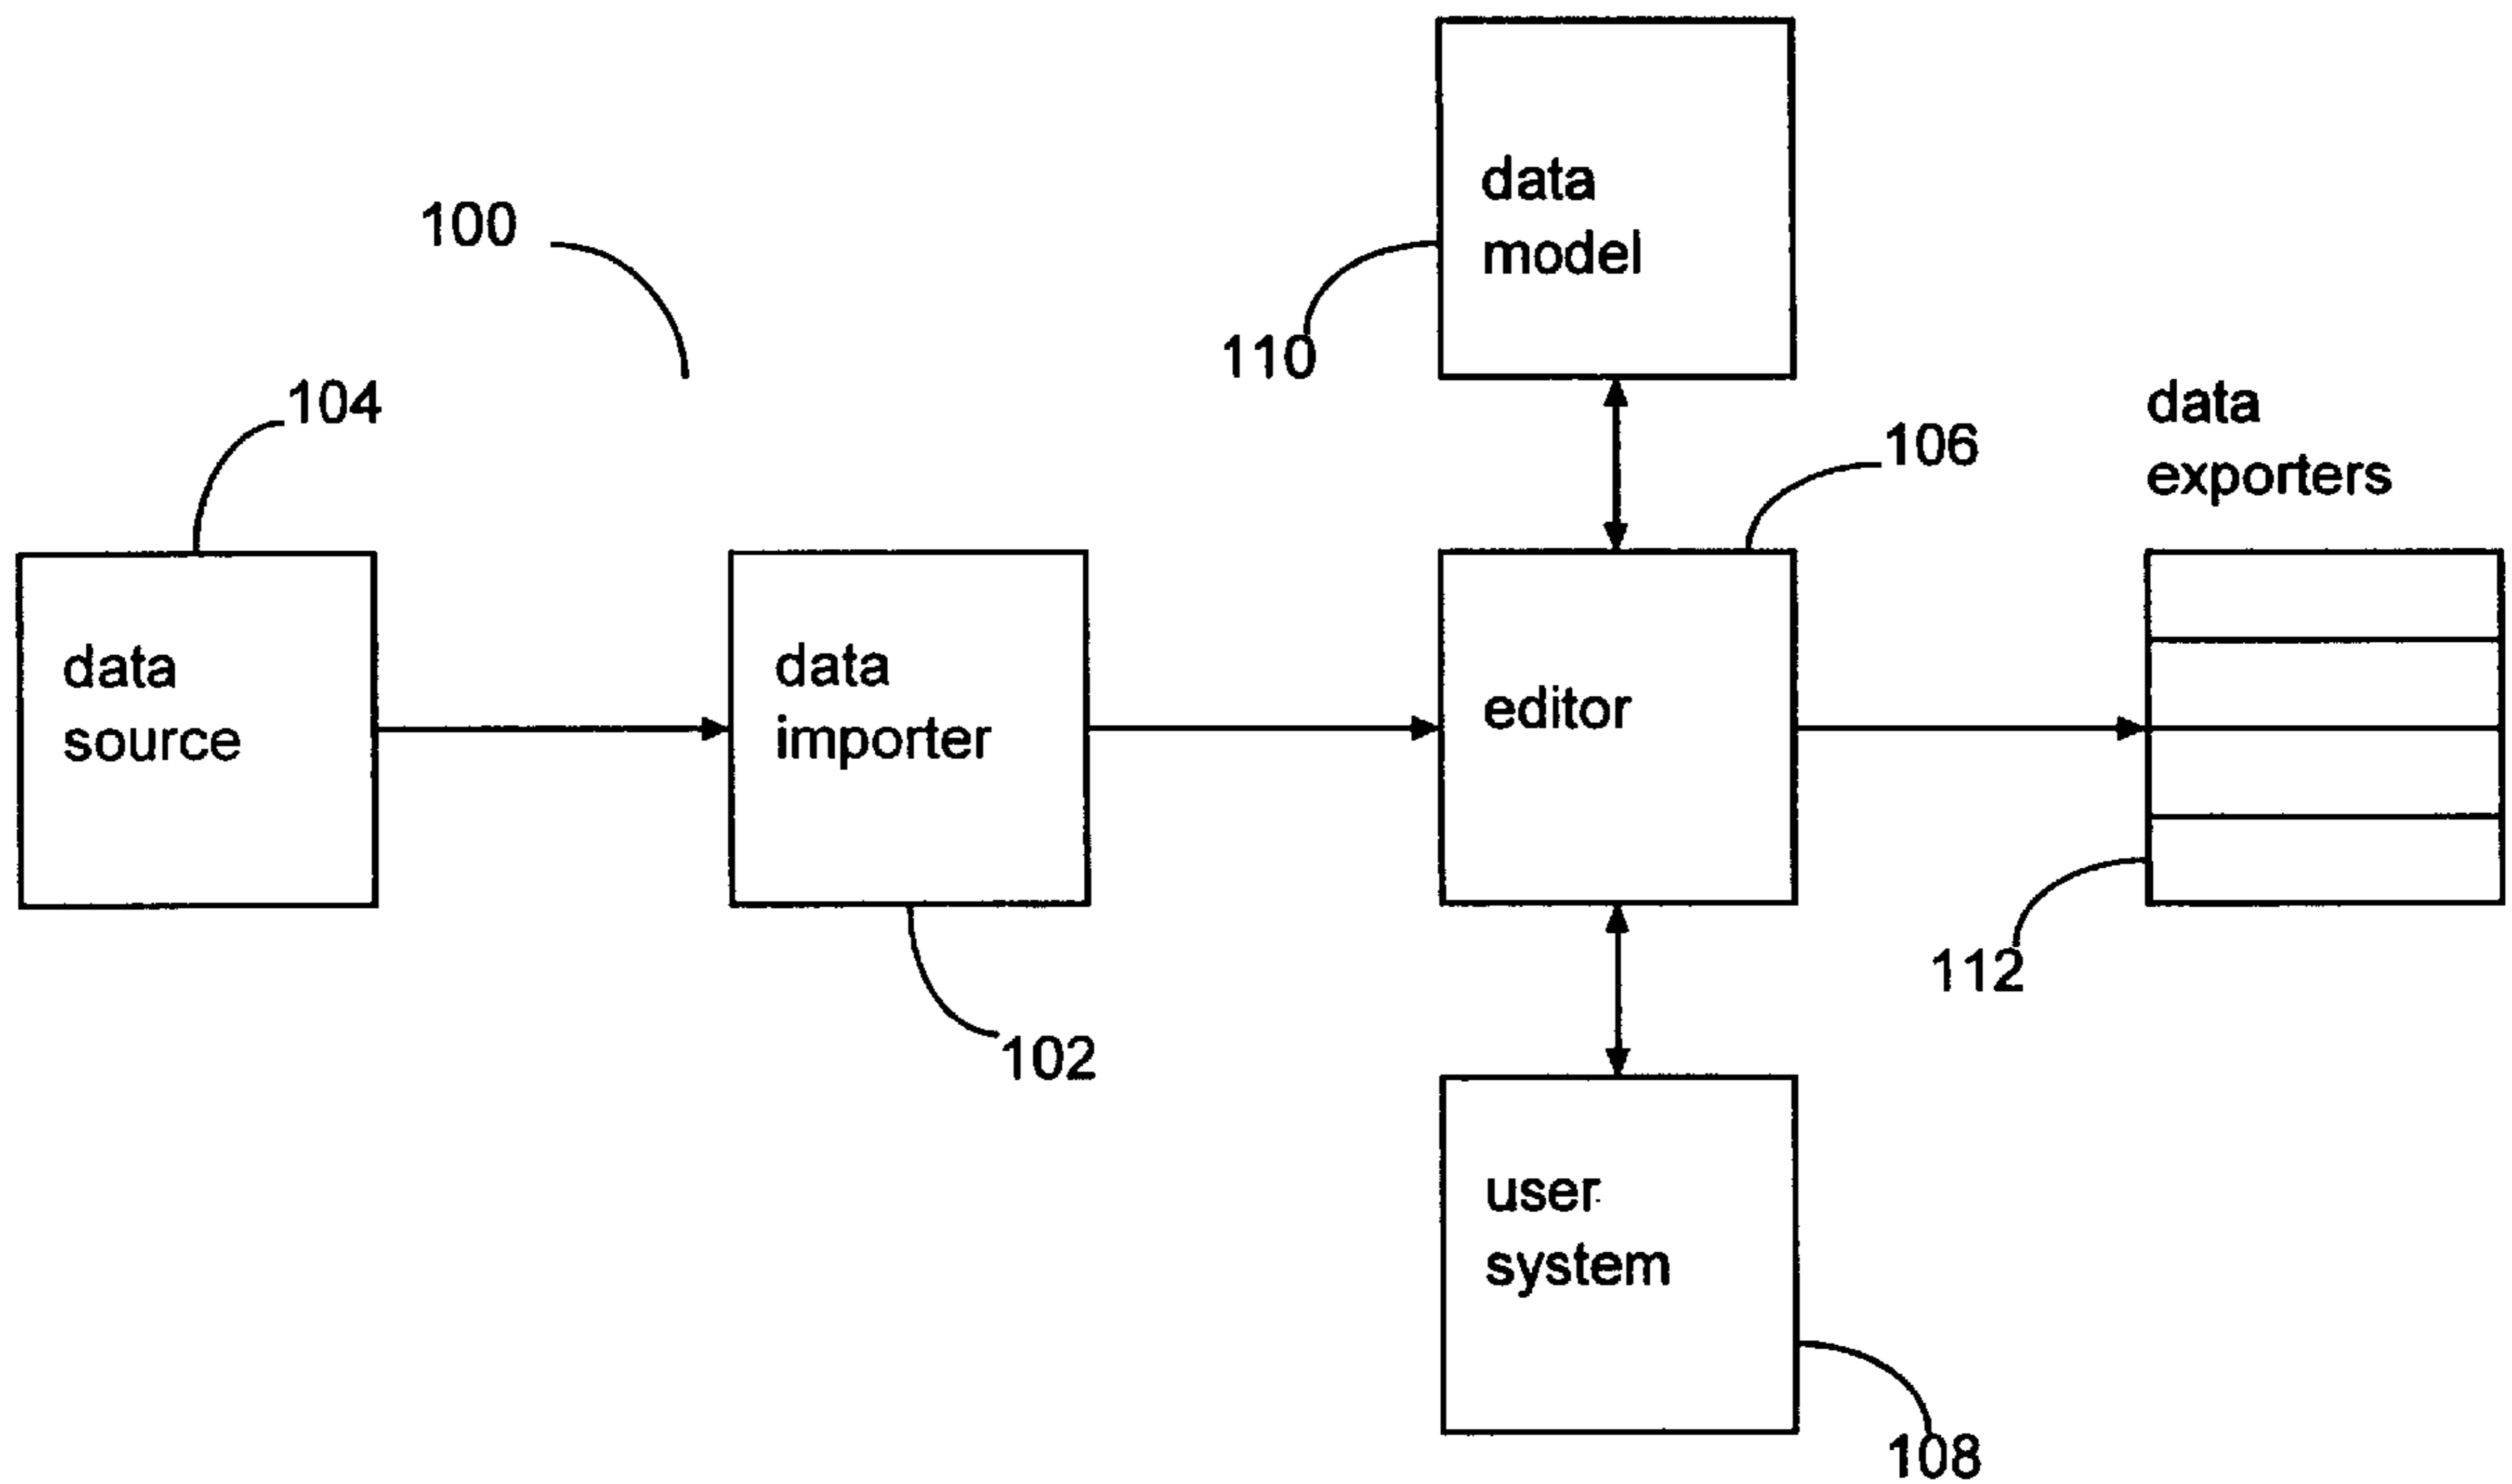 100
data
model
110
104
data
exporters
106
data
source
data
importer
editor
112
102
user
system
108